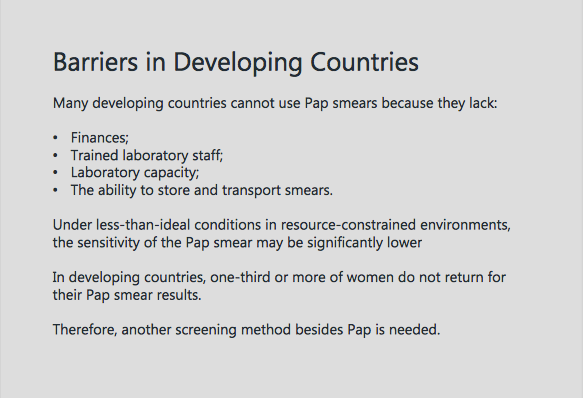 Barriers in Developing Countries
Many developing countries cannot use Pap smears because they lack:
• Finances;
• Trained laboratory staff;
• Laboratory capacity;
• The ability to store and transport smears.
Under less-than-ideal conditions in resource-constrained environments,
the sensitivity of the Pap smear may be significantly lower
In developing countries, one-third or more of women do not return for
their Pap smear results.
Therefore, another screening method besides Pap is needed.